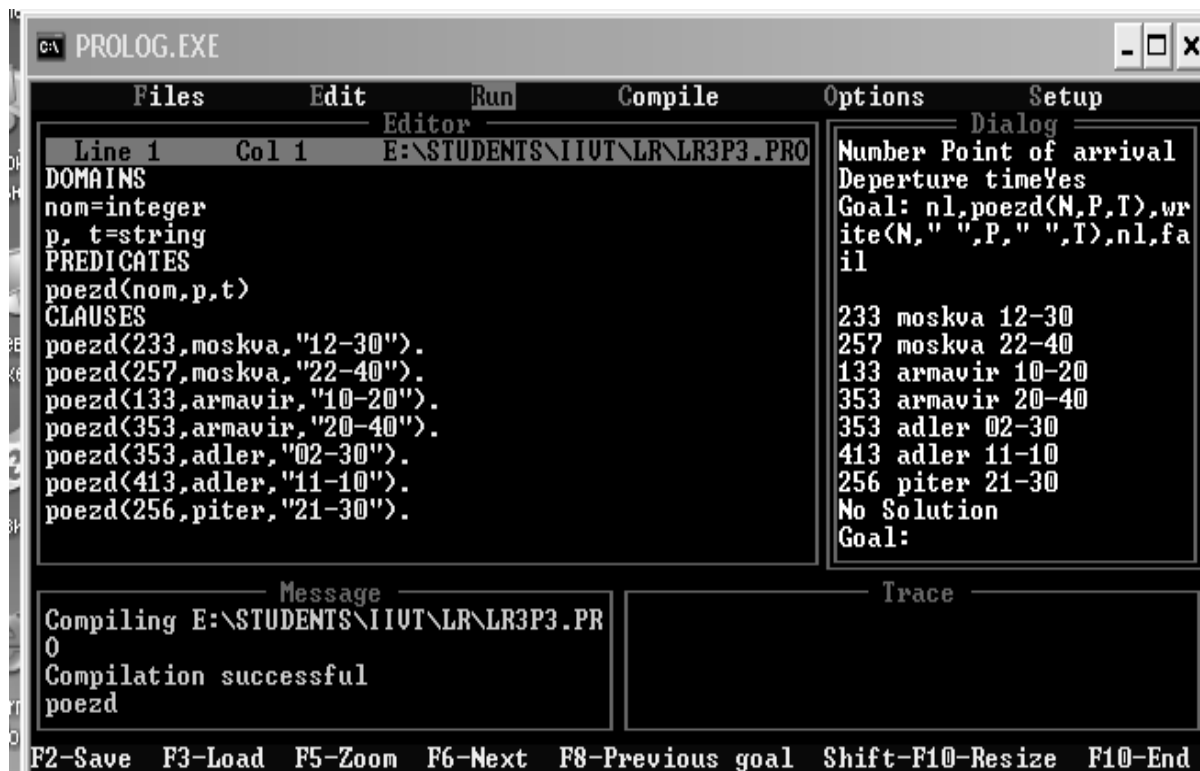 PROLOG.EXE
Files Edit Run Compile Options Setup
Editor
Line 1 Col 1 E:\STUDENTS\IIVT\LR\LR3P3.PRO
DOMAINS
nom=integer
p, t=string
PREDICATES
poezd(nom,p,t)
CLAUSES
poezd(233,moskva,"12-30").
poezd(257,moskva,"22-40").
poezd(133,armavir,"10-20").
poezd(353,armavir,"20-40").
poezd(353,adler,"02-30").
poezd(413,adler,"11-10").
poezd(256,piter,"21-30").
Dialog
Number Point of arrival
Deperture timeYes
Goal: nl,poezd(N,P,T),wr
ite(N," ",P," ",T),nl,fa
il
233 moskva 12-30
257 moskva 22-40
133 armavir 10-20
353 armavir 20-40
353 adler 02-30
413 adler 11-10
256 piter 21-30
No Solution
Goal:
Message
Compiling E:\STUDENTS\IIVT\LR\LR3P3.PR
O
Compilation successful
poezd
Trace
F2-Save F3-Load F5-Zoom F6-Next F8-Previous goal Shift-F10-Resize F10-End